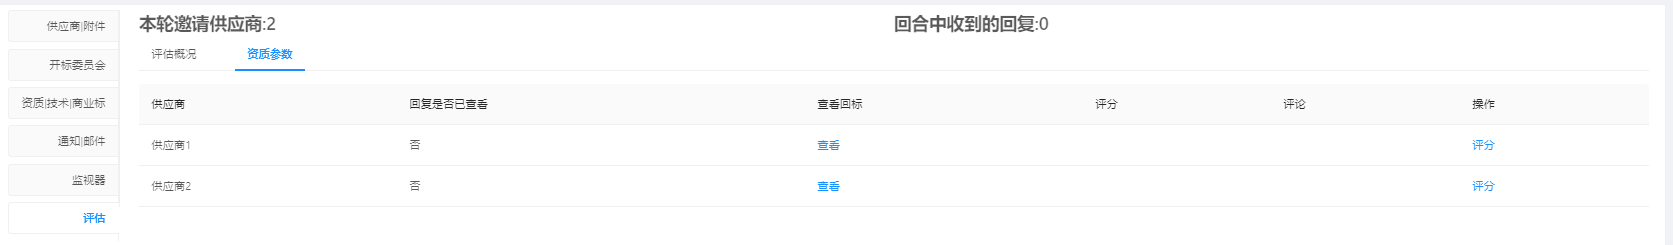 供应商|附件
开标委员会
资质|技术|商业标
通知|邮件
监视器
评估
本轮邀请供应商:2
回合中收到的回复:0
评估概况
资质参数
供应商 回复是否已查看 查看回标 评分 评论 操作
供应商1 否 查看 评分
供应商2 否 查看 评分